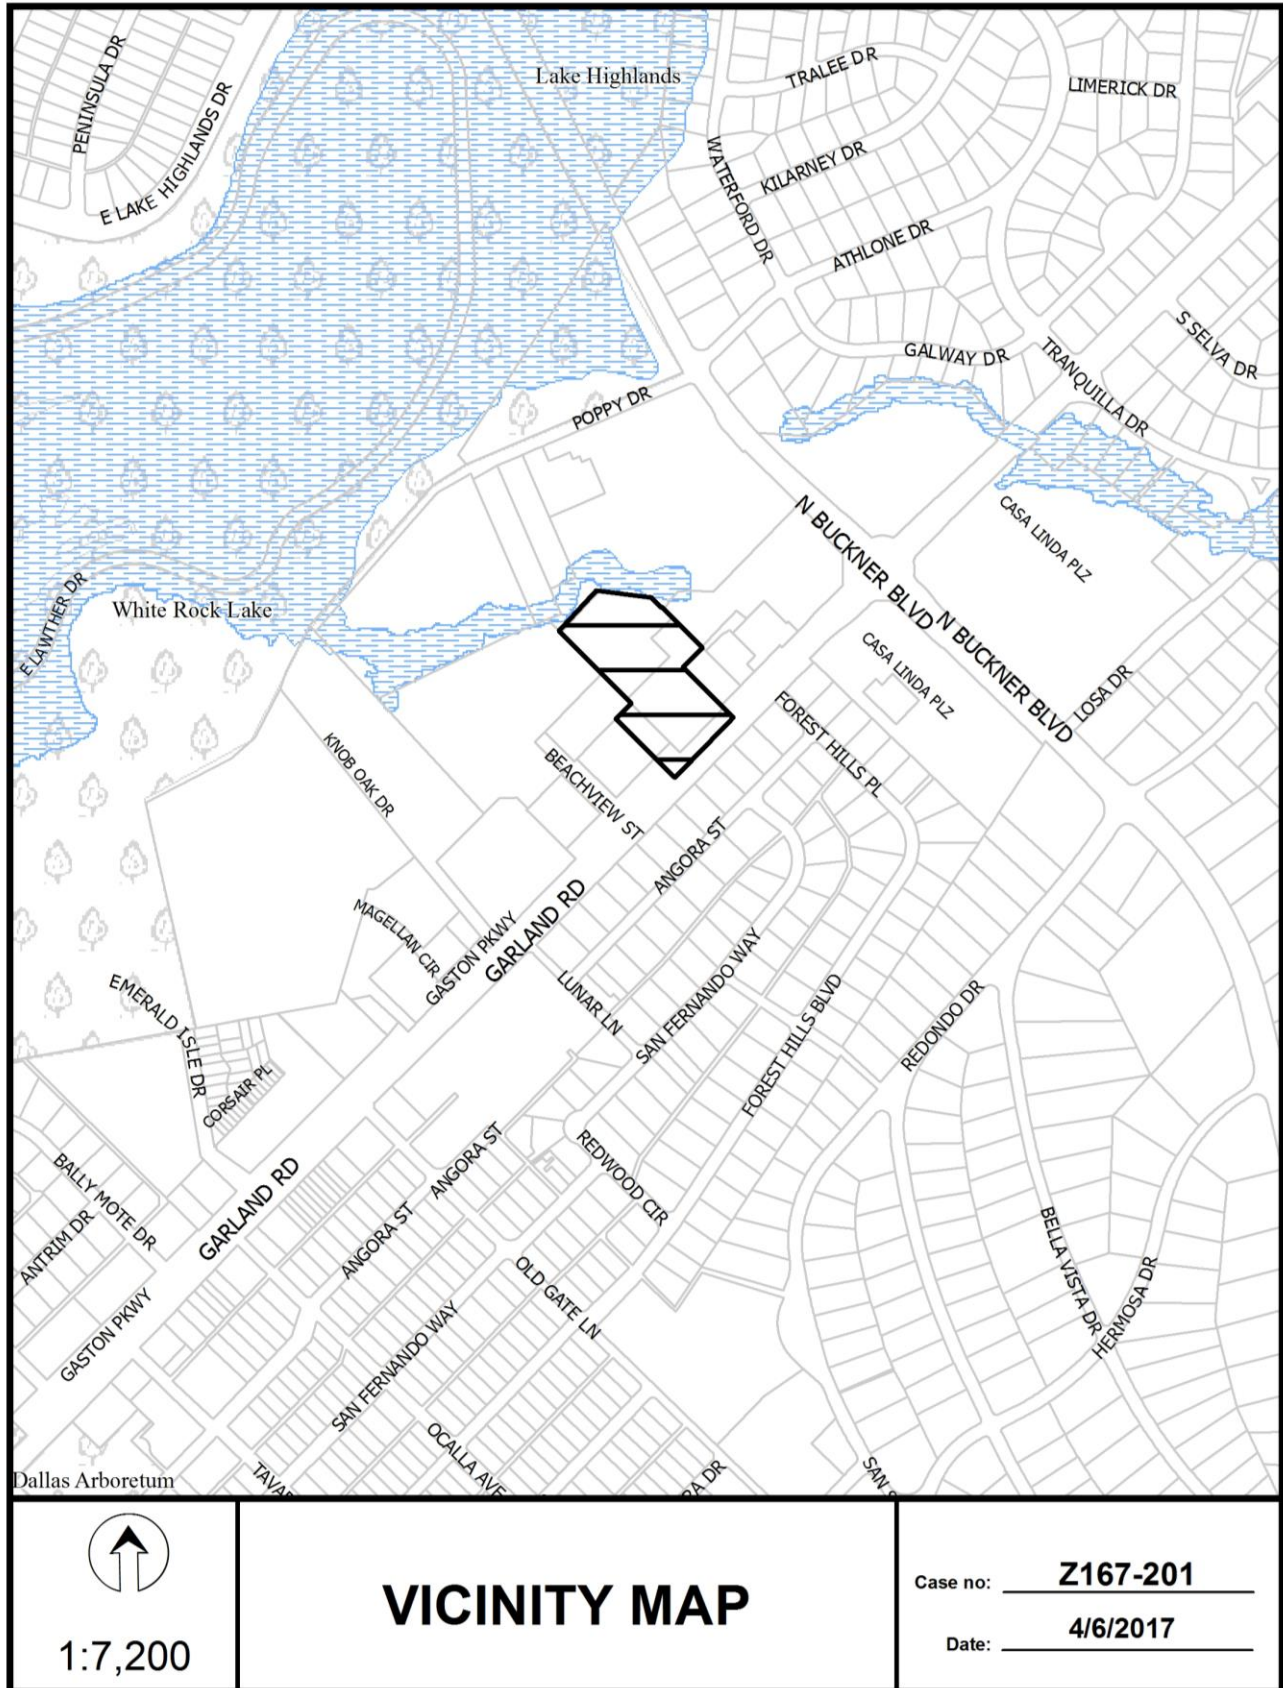 Lake Highlands
PENINSULA DR
E LAKE HIGHLANDS DR
TRALEE DR
LIMERICK DR
KILARNEY DR
WATERFORD DR
ATHLONE DR
GALWAY DR
TRANQUILLA DR
S SELVA DR
POPPY DR
N BUCKNER BLVD
CASA LINDA PLZ
E LAWTHER DR
White Rock Lake
N BUCKNER BLVD
CASA LINDA PLZ
LOSA DR
FOREST HILLS PL
KNOB OAK DR
BEACHVIEW ST
ANGORA ST
MAGELLAN CIR
GASTON PKWY
GARLAND RD
LUNAR LN
SAN FERNANDO WAY
FOREST HILLS BLVD
REDONDO DR
EMERALD ISLE DR
CORSAIR PL
ANGORA ST
REDWOOD CIR
BALLY MOTE DR
ANTRIM DR
GARLAND RD
ANGORA ST
BELLA VISTA DR
HERMOSA DR
OLD GATE LN
GASTON PKWY
SAN FERNANDO WAY
OCALLA AVE
Dallas Arboretum
RA DR
SAN
1:7,200
VICINITY MAP
Case no: Z167-201
Date: 4/6/2017